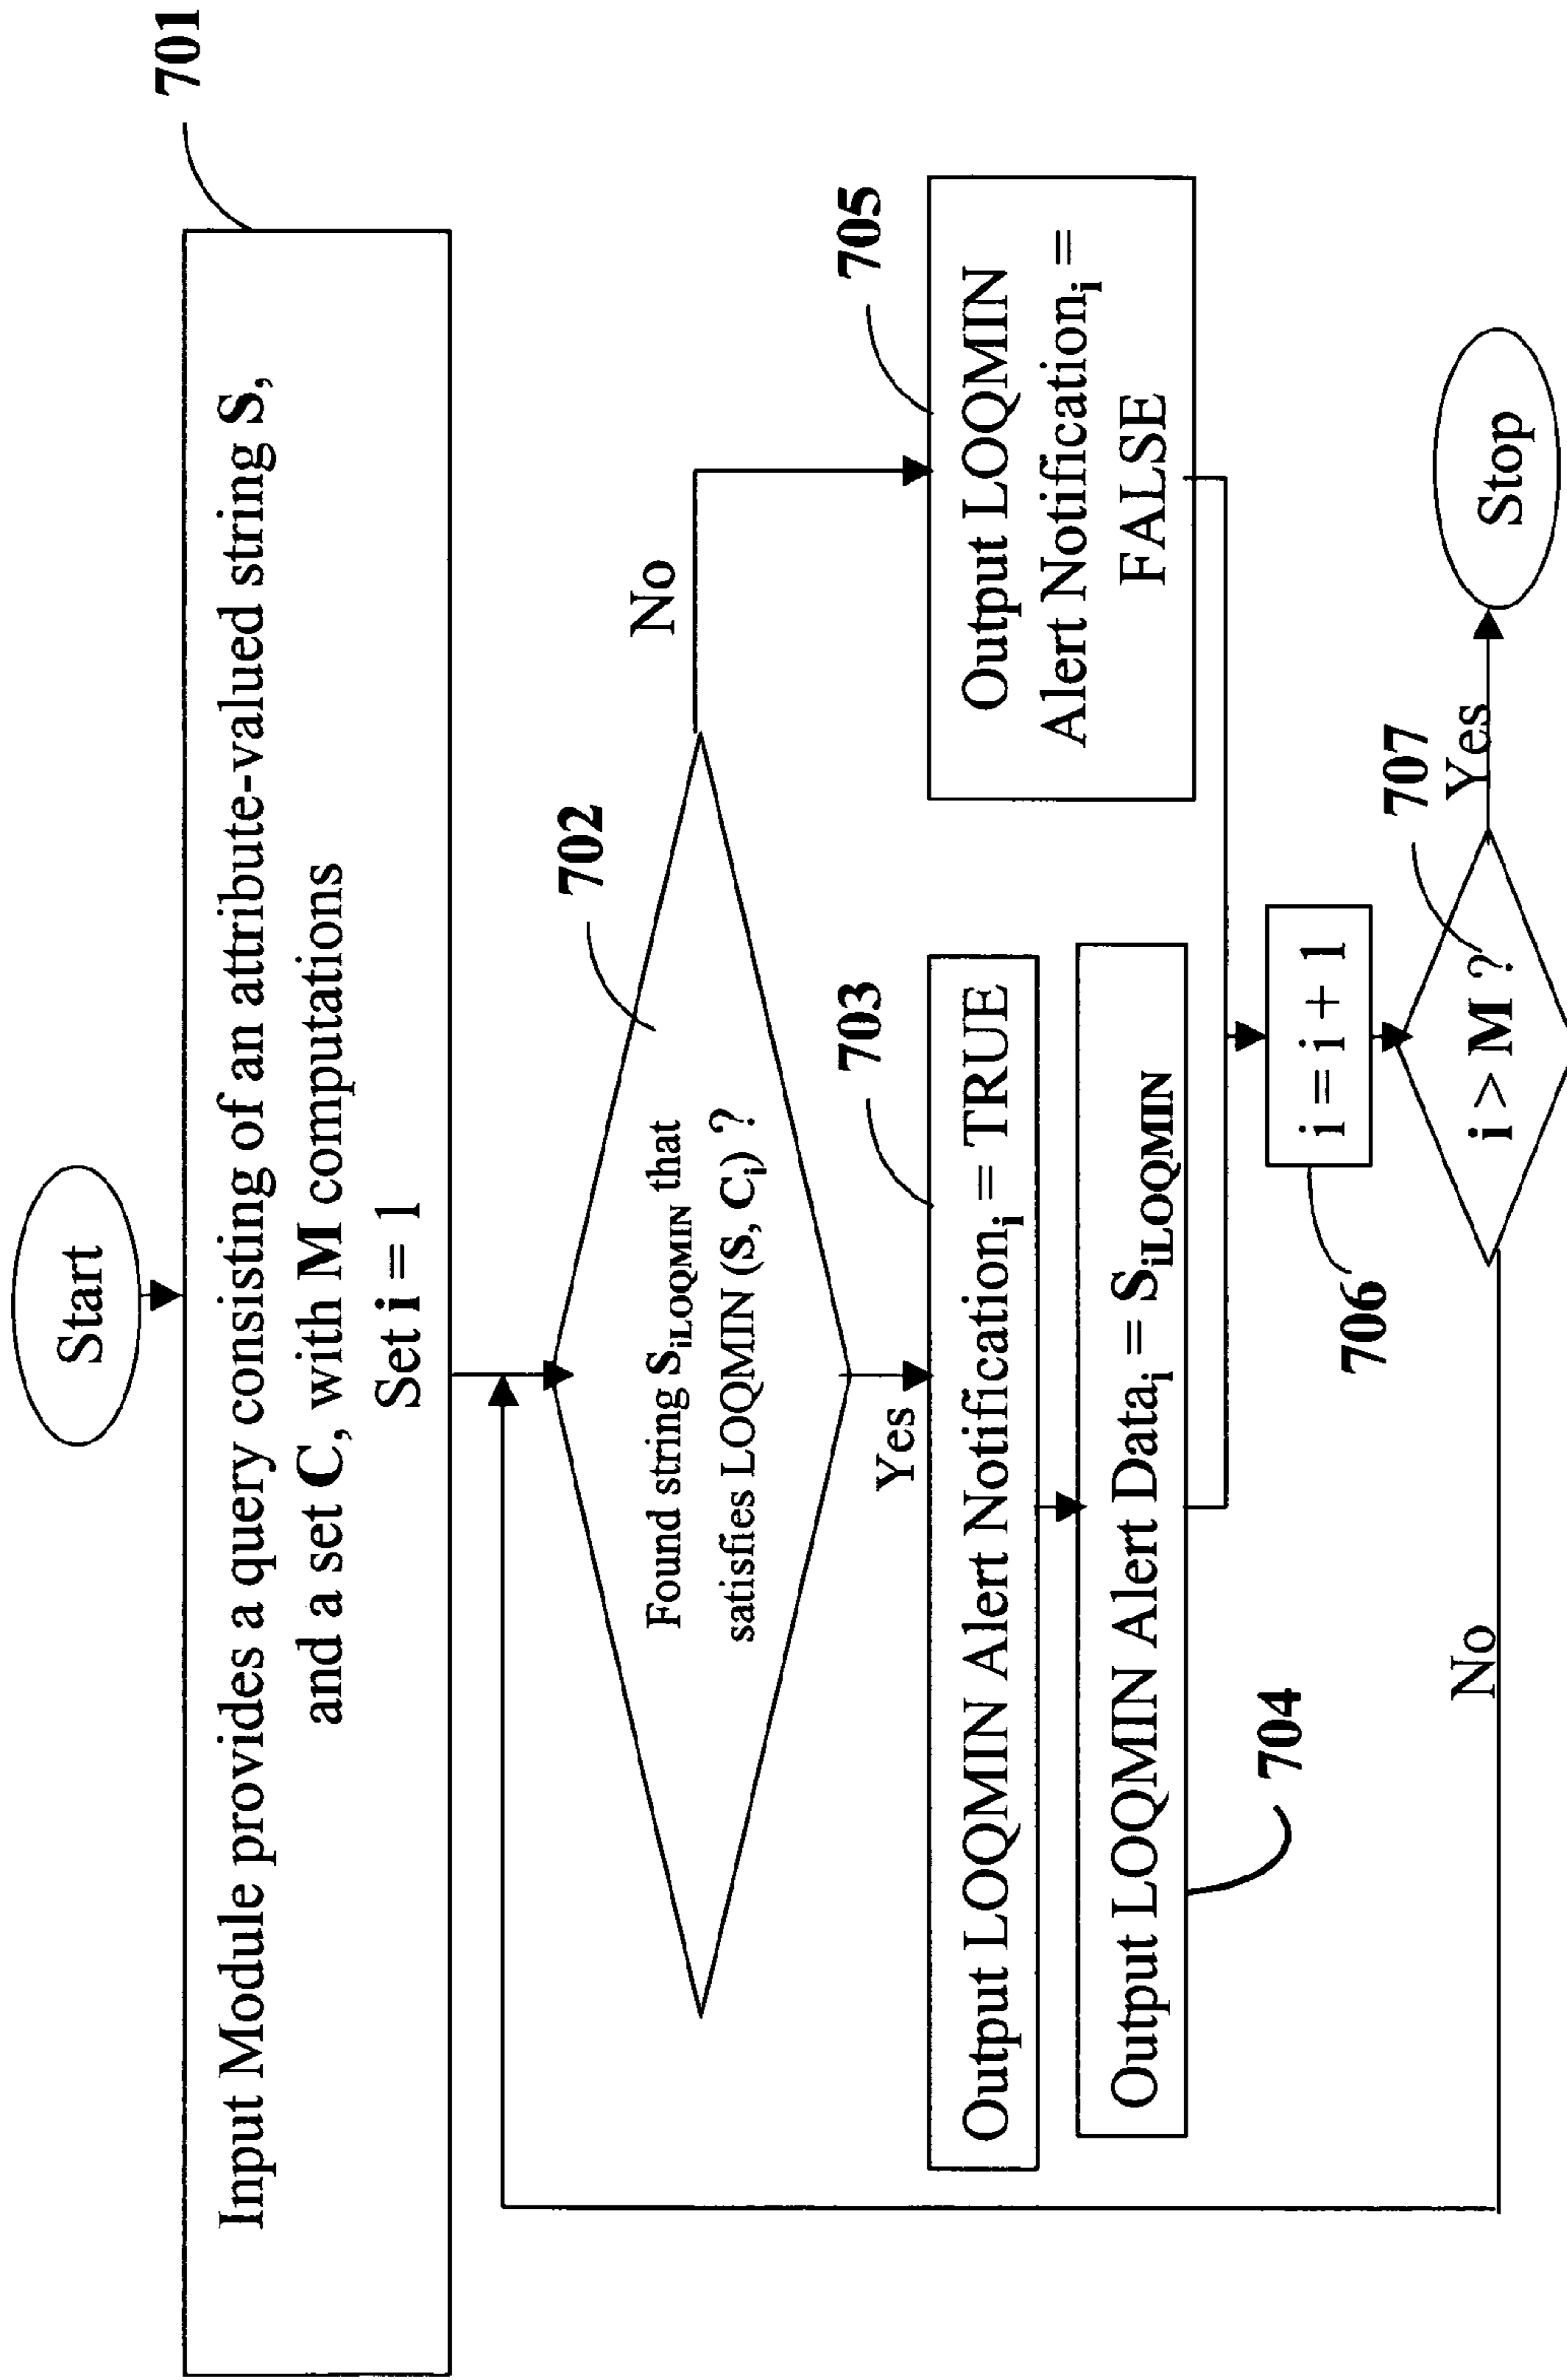 Start
701
Input Module provides a query consisting of an attribute-valued string S,
and a set C, with M computations
Set i = 1
702
Found string SiLOQMIN that
satisfies LOQMIN (S, Ci) ?
No
Yes
703
Output LOQMIN Alert Notificationi = TRUE
705
Output LOQMIN
Alert Notificationi =
FALSE
Output LOQMIN Alert Datai = SiLOQMIN
704
i = i + 1
706
707
i > M ?
Yes
Stop
No